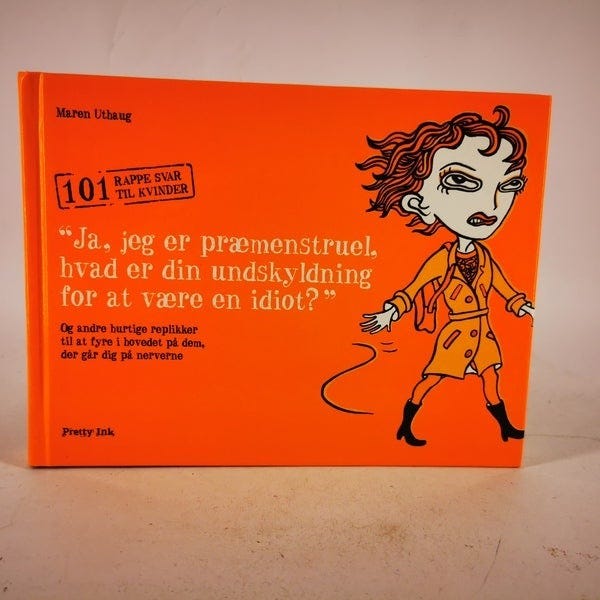 Maren Uthaug
101 RAPPE SVAR
TIL KVINDER
"Ja, jeg er præmenstruel,
hvad er din undskyldning
for at være en idiot?"
Og andre hurtige replikker
til at fyre i hovedet på dem,
der går dig på nerverne
Pretty Ink